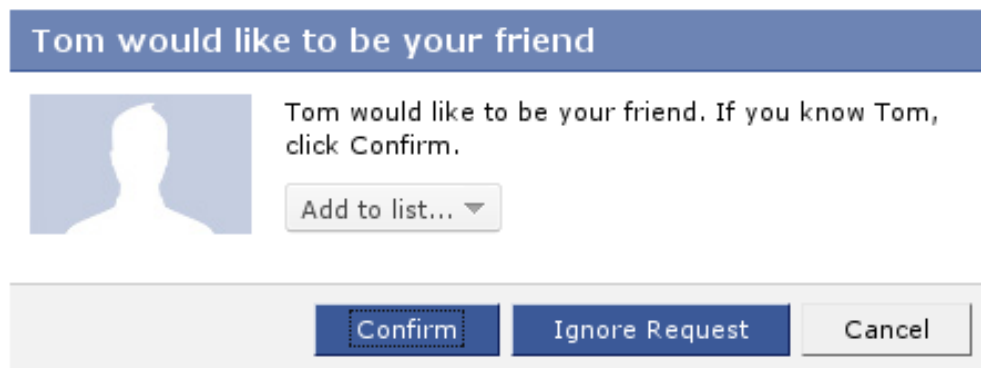 Tom would like to be your friend
Tom would like to be your friend. If you know Tom,
click Confirm.
Add to list...
Confirm Ignore Request Cancel